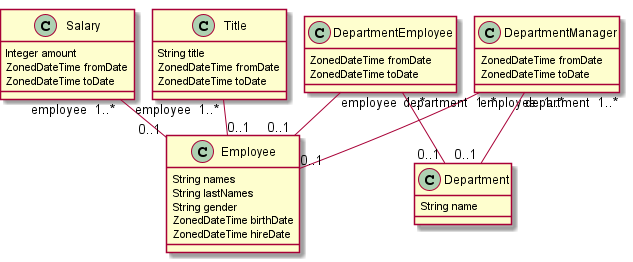 C Salary
Integer amount
ZonedDateTime fromDate
ZonedDateTime toDate
C Title
String title
ZonedDateTime fromDate
ZonedDateTime toDate
C DepartmentEmployee
ZonedDateTime fromDate
ZonedDateTime toDate
C DepartmentManager
ZonedDateTime fromDate
ZonedDateTime toDate
employee 1..*
employee 1..*
employee 1..*
department 1..*
employee 1..*
department 1..*
0..1
0..1
0..1
0..1
0..1
0..1
C Employee
String names
String lastNames
String gender
ZonedDateTime birthDate
ZonedDateTime hireDate
C Department
String name